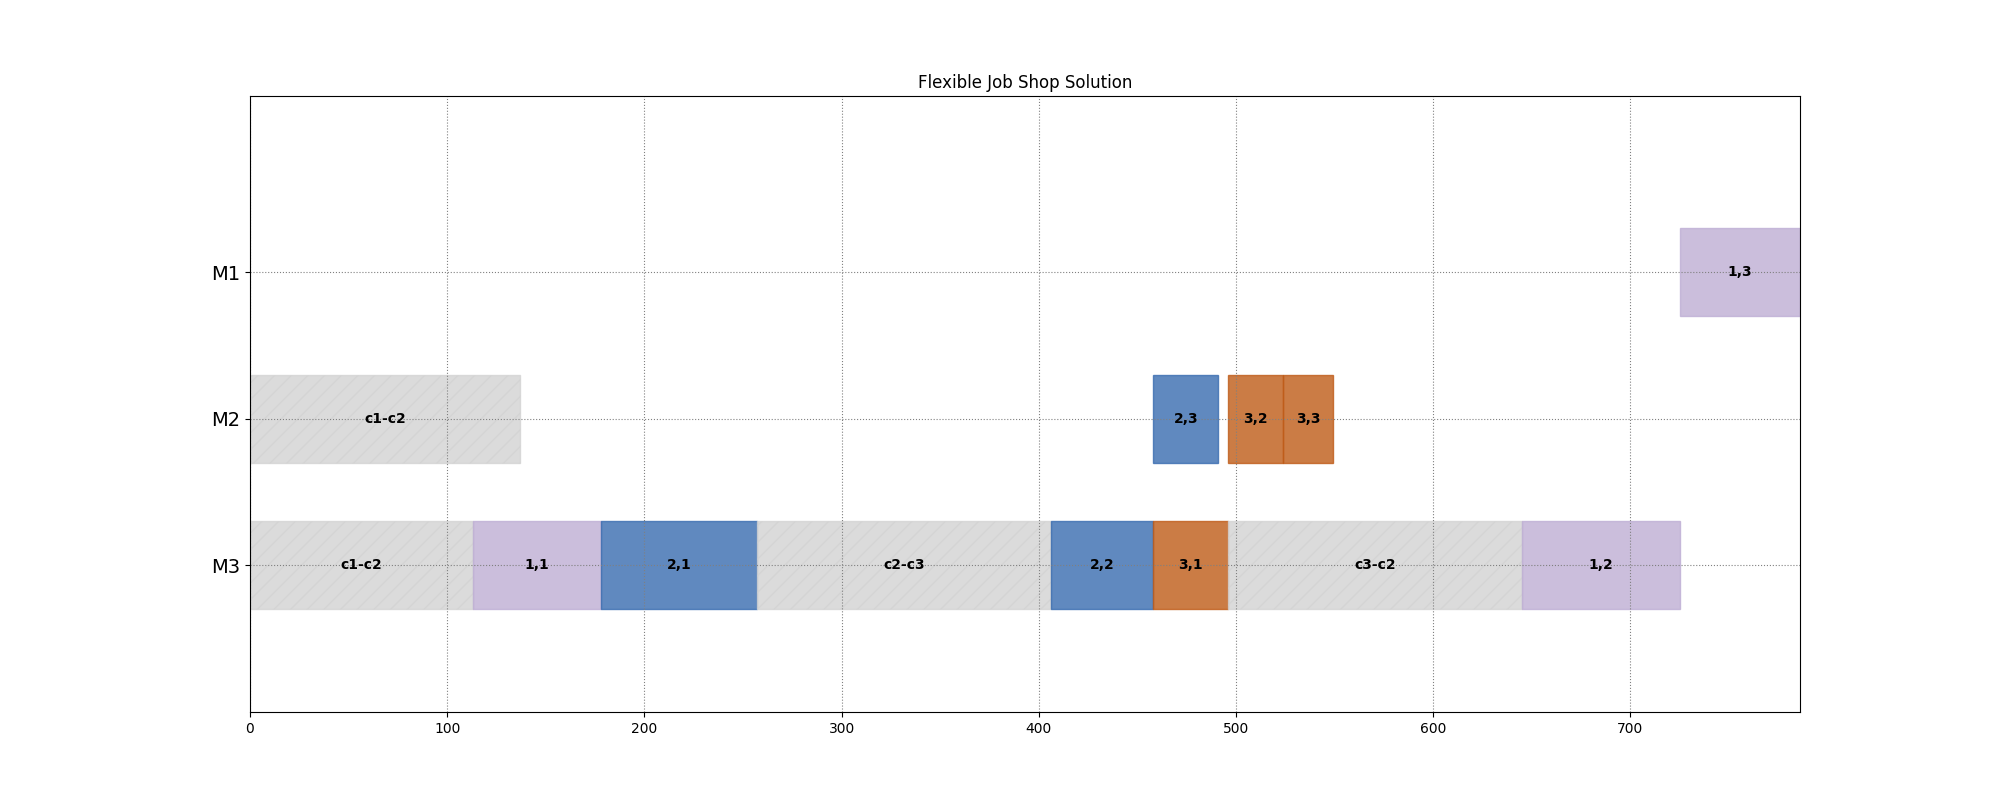 Flexible Job Shop Solution
M1
1,3
M2
c1-c2
2,3
3,2
3,3
M3
c1-c2
1,1
2,1
c2-c3
2,2
3,1
c3-c2
1,2
0 100 200 300 400 500 600 700